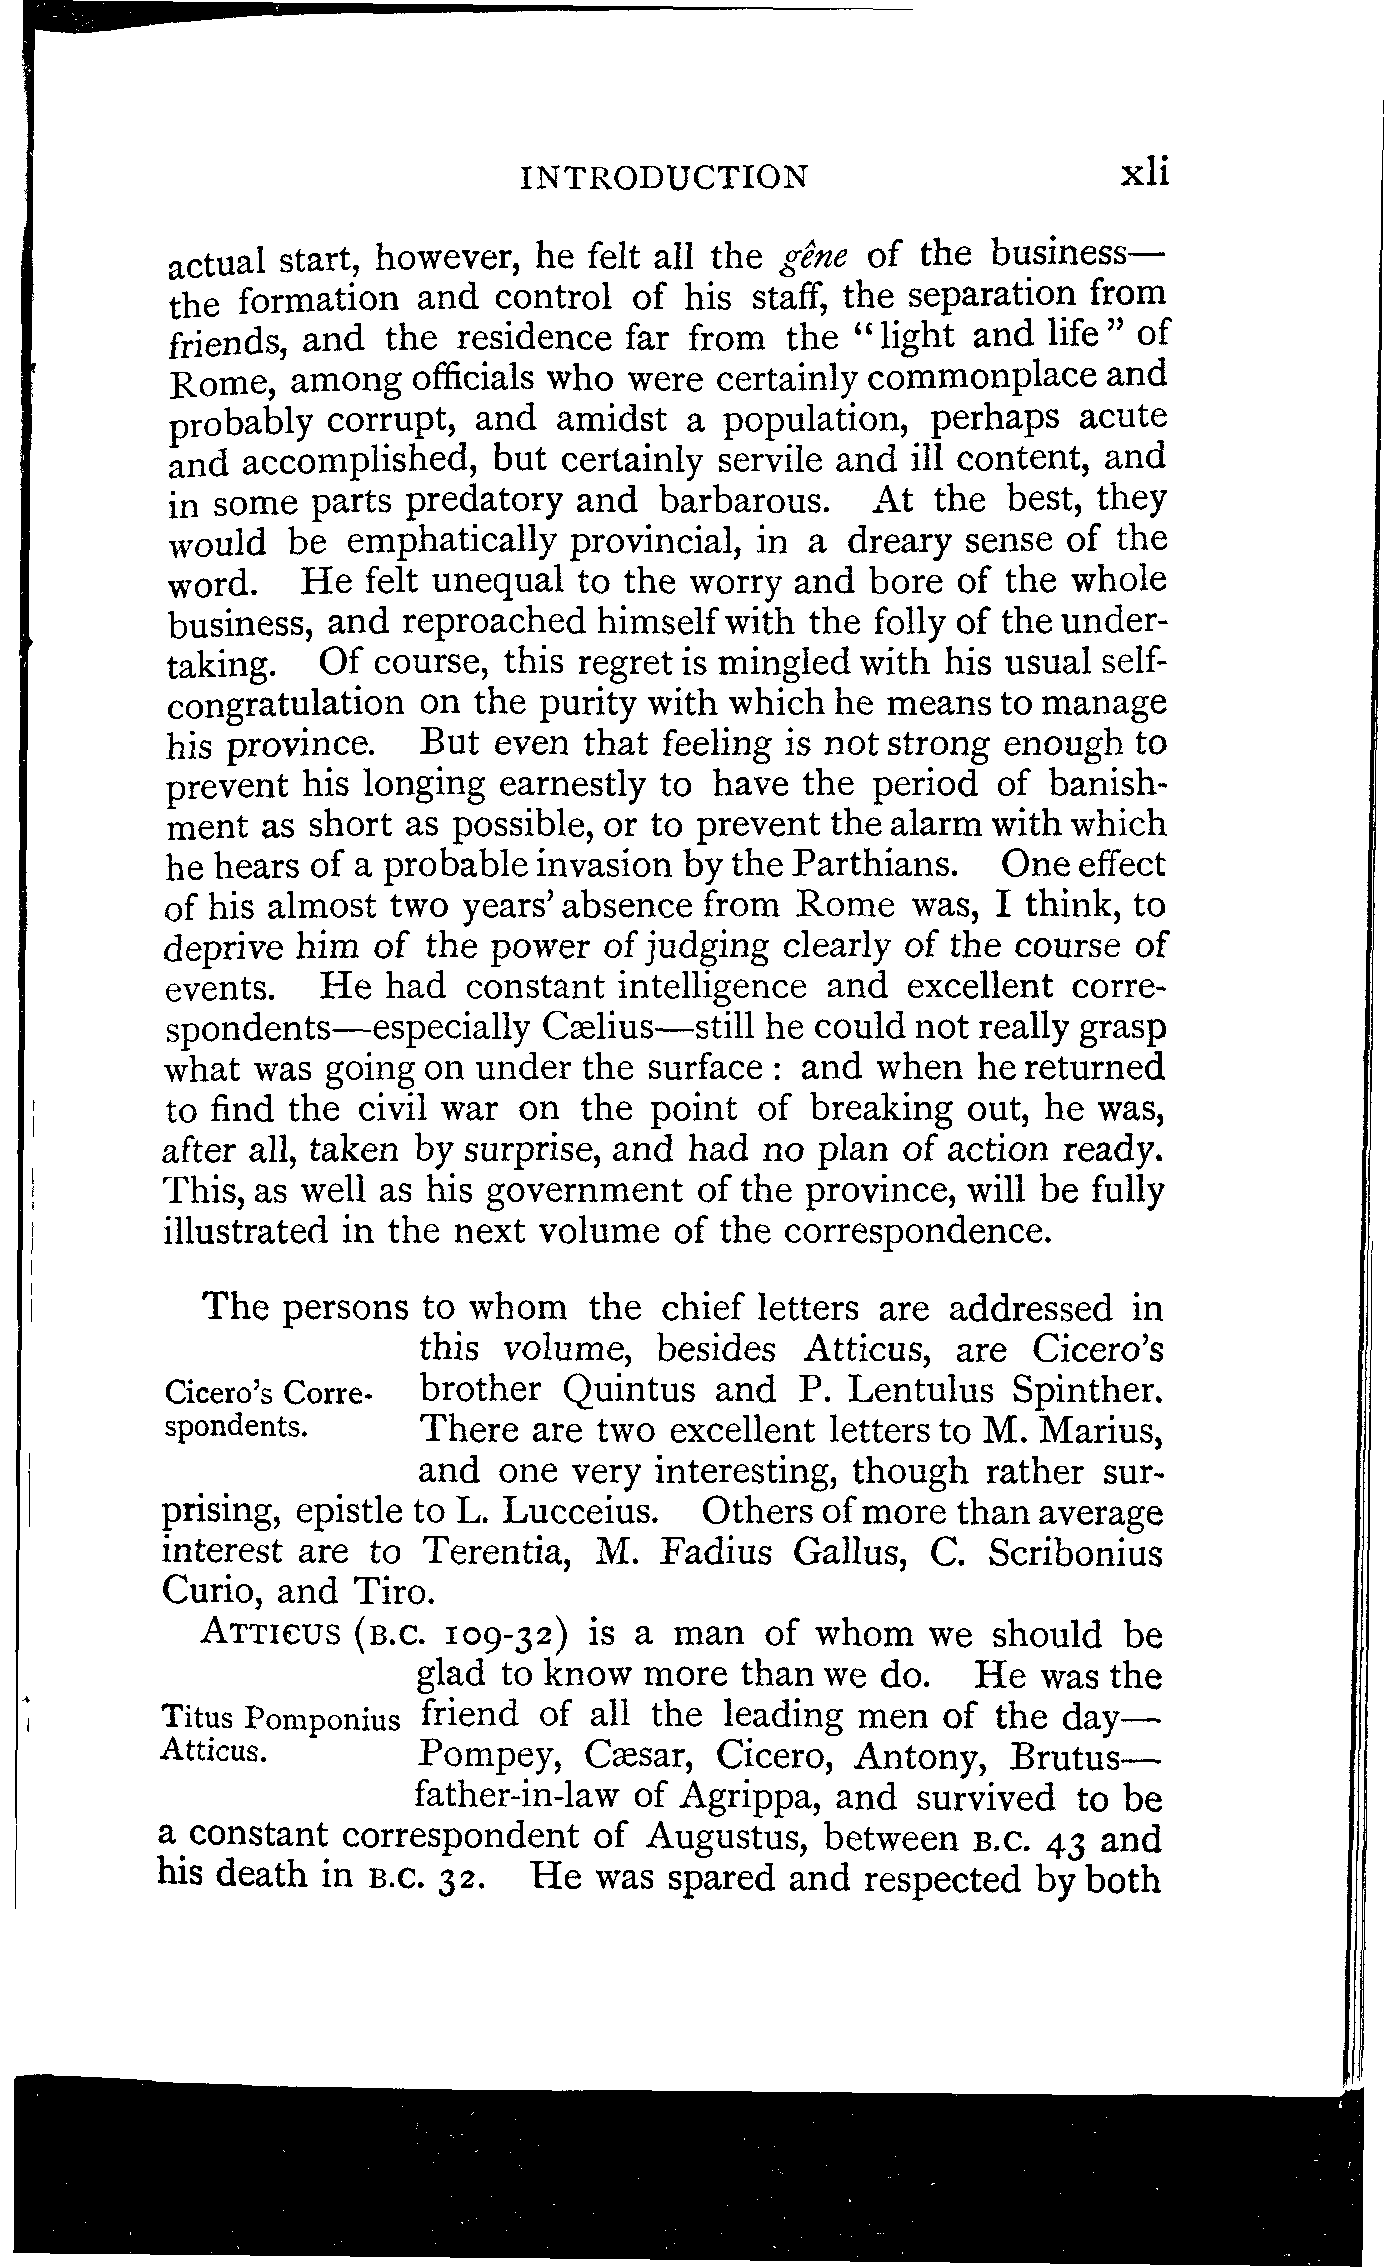 INTRODUCTION xli
actual start, however, he felt all the gêne of the business—
the formation and control of his staff, the separation from
friends, and the residence far from the “light and life” of
Rome, among officials who were certainly commonplace and
probably corrupt, and amidst a population, perhaps acute
and accomplished, but certainly servile and ill content, and
in some parts predatory and barbarous. At the best, they
would be emphatically provincial, in a dreary sense of the
word. He felt unequal to the worry and bore of the whole
business, and reproached himself with the folly of the under-
taking. Of course, this regret is mingled with his usual self-
congratulation on the purity with which he means to manage
his province. But even that feeling is not strong enough to
prevent his longing earnestly to have the period of banish-
ment as short as possible, or to prevent the alarm with which
he hears of a probable invasion by the Parthians. One effect
of his almost two years’ absence from Rome was, I think, to
deprive him of the power of judging clearly of the course of
events. He had constant intelligence and excellent corre-
spondents—especially Cælius—still he could not really grasp
what was going on under the surface : and when he returned
to find the civil war on the point of breaking out, he was,
after all, taken by surprise, and had no plan of action ready.
This, as well as his government of the province, will be fully
illustrated in the next volume of the correspondence.
The persons to whom the chief letters are addressed in
this volume, besides Atticus, are Cicero’s
Cicero’s Corre- brother Quintus and P. Lentulus Spinther.
spondents. There are two excellent letters to M. Marius,
and one very interesting, though rather sur-
prising, epistle to L. Lucceius. Others of more than average
interest are to Terentia, M. Fadius Gallus, C. Scribonius
Curio, and Tiro.
ATTICUS (B.C. 109-32) is a man of whom we should be
glad to know more than we do. He was the
Titus Pomponius friend of all the leading men of the day—
Atticus. Pompey, Cæsar, Cicero, Antony, Brutus—
father-in-law of Agrippa, and survived to be
a constant correspondent of Augustus, between B.C. 43 and
his death in B.C. 32. He was spared and respected by both